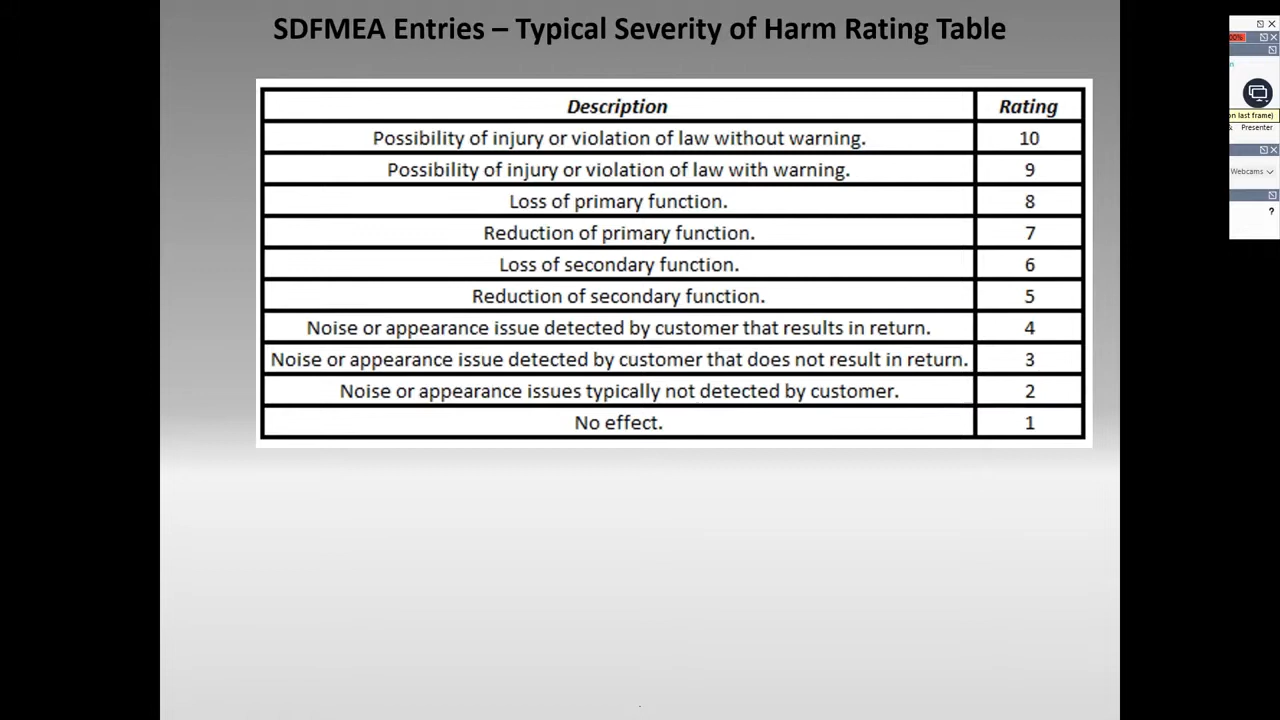 SDFMEA Entries – Typical Severity of Harm Rating Table
Description Rating
Possibility of injury or violation of law without warning. 10
Possibility of injury or violation of law with warning. 9
Loss of primary function. 8
Reduction of primary function. 7
Loss of secondary function. 6
Reduction of secondary function. 5
Noise or appearance issue detected by customer that results in return. 4
Noise or appearance issue detected by customer that does not result in return. 3
Noise or appearance issues typically not detected by customer. 2
No effect. 1
on last frame)
& Presenter
Webcams
?